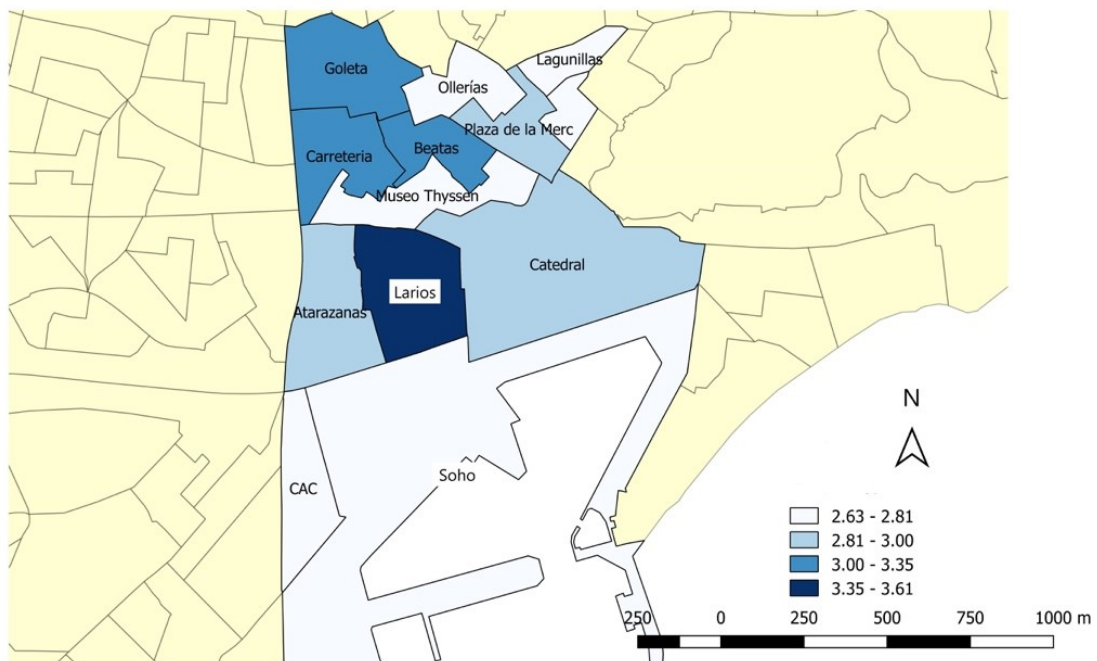 Goleta
Lagunillas
Ollerías
Plaza de la Merc
Beatas
Carreteria
Museo Thyssen
Catedral
Larios
Atarazanas
N
Soho
CAC
2.63 - 2.81
2.81 - 3.00
3.00 - 3.35
3.35 - 3.61
250 0 250 500 750 1000 m